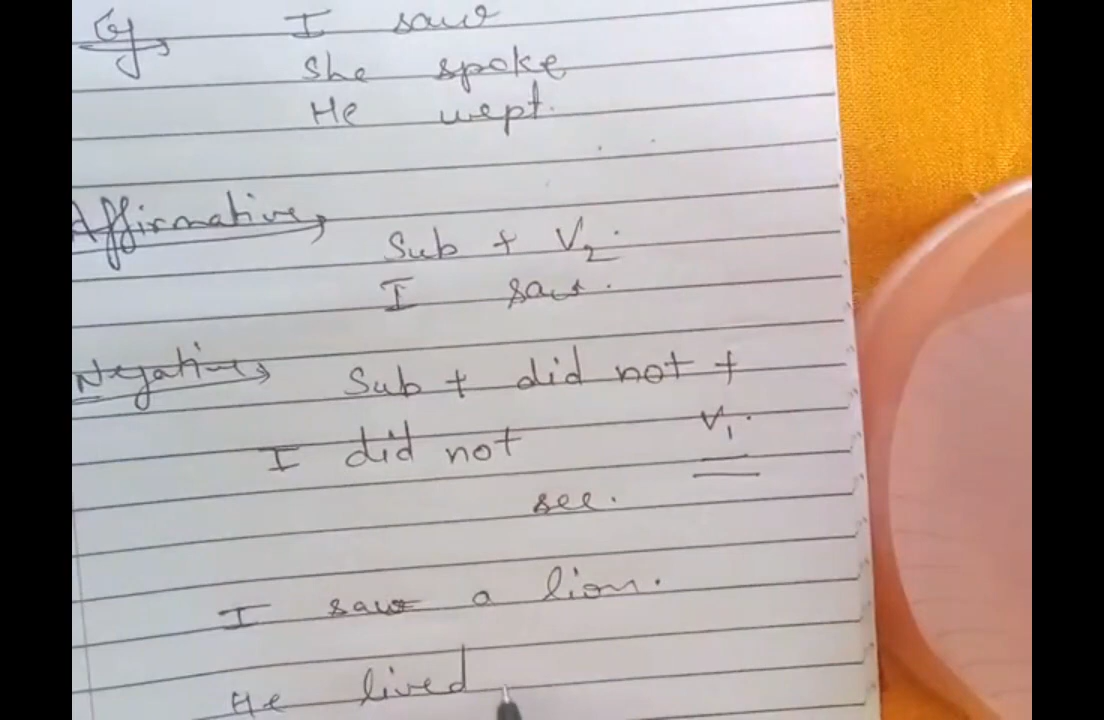 Eg I saw
She spoke
He wept.
Affirmative
Sub + V2.
I saw.
Negative Sub + did not +
V1.
I did not
see.
I saw a lion.
He lived